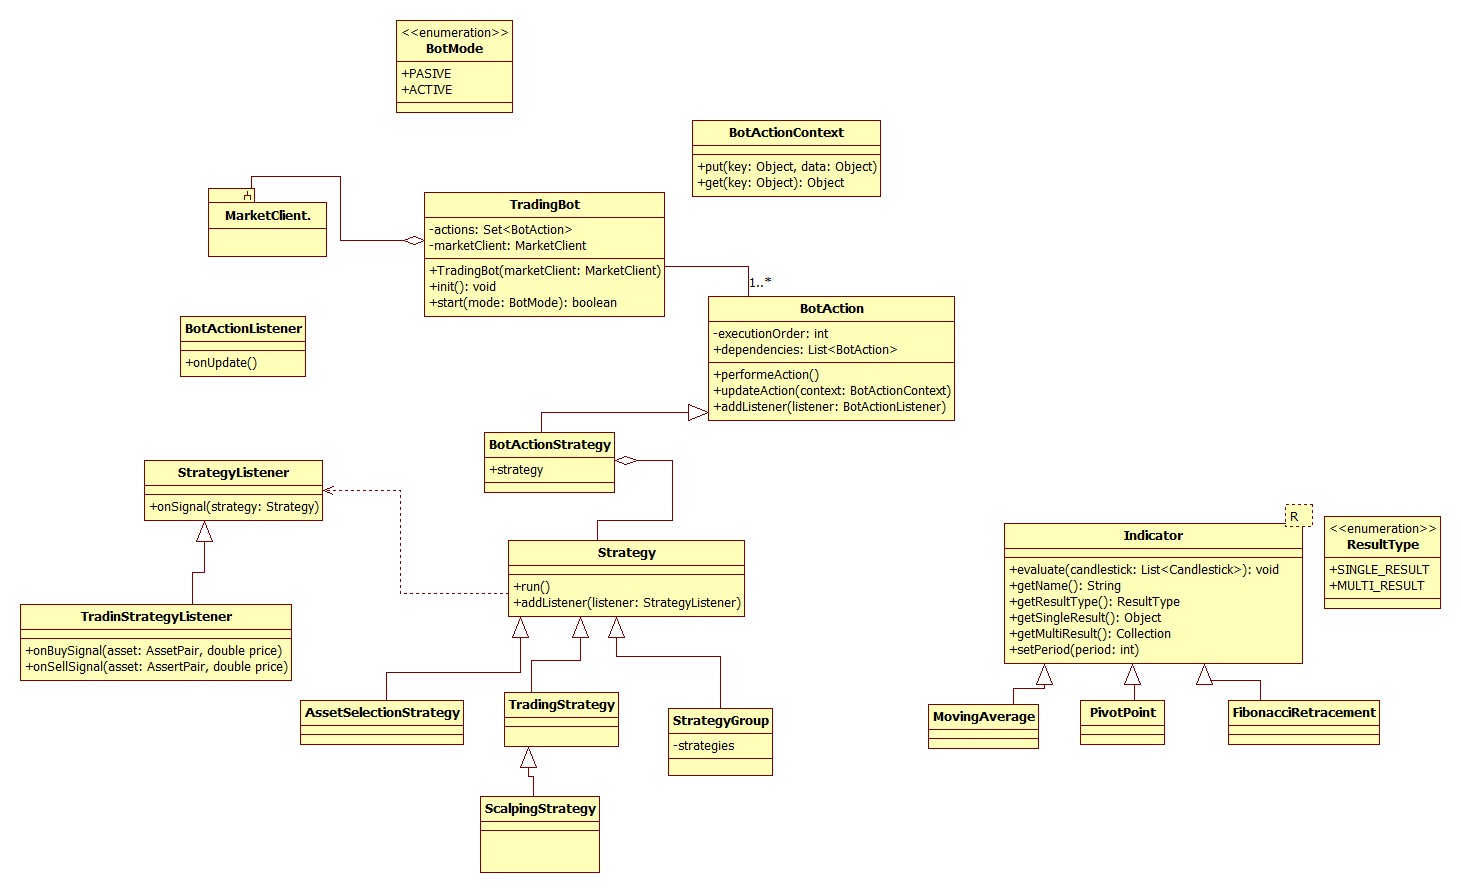 <<enumeration>>
BotMode
+PASIVE
+ACTIVE
BotActionContext
+put(key: Object, data: Object)
+get(key: Object): Object
MarketClient.
TradingBot
-actions: Set<BotAction>
-marketClient: MarketClient
+TradingBot(marketClient: MarketClient)
+init(): void
+start(mode: BotMode): boolean
1..*
BotAction
-executionOrder: int
+dependencies: List<BotAction>
+performeAction()
+updateAction(context: BotActionContext)
+addListener(listener: BotActionListener)
BotActionListener
+onUpdate()
BotActionStrategy
+strategy
StrategyListener
+onSignal(strategy: Strategy)
Strategy
+run()
+addListener(listener: StrategyListener)
TradinStrategyListener
+onBuySignal(asset: AssetPair, double price)
+onSellSignal(asset: AssertPair, double price)
AssetSelectionStrategy
TradingStrategy
StrategyGroup
-strategies
ScalpingStrategy
R
Indicator
+evaluate(candlestick: List<Candlestick>): void
+getName(): String
+getResultType(): ResultType
+getSingleResult(): Object
+getMultiResult(): Collection
+setPeriod(period: int)
<<enumeration>>
ResultType
+SINGLE_RESULT
+MULTI_RESULT
MovingAverage
PivotPoint
FibonacciRetracement